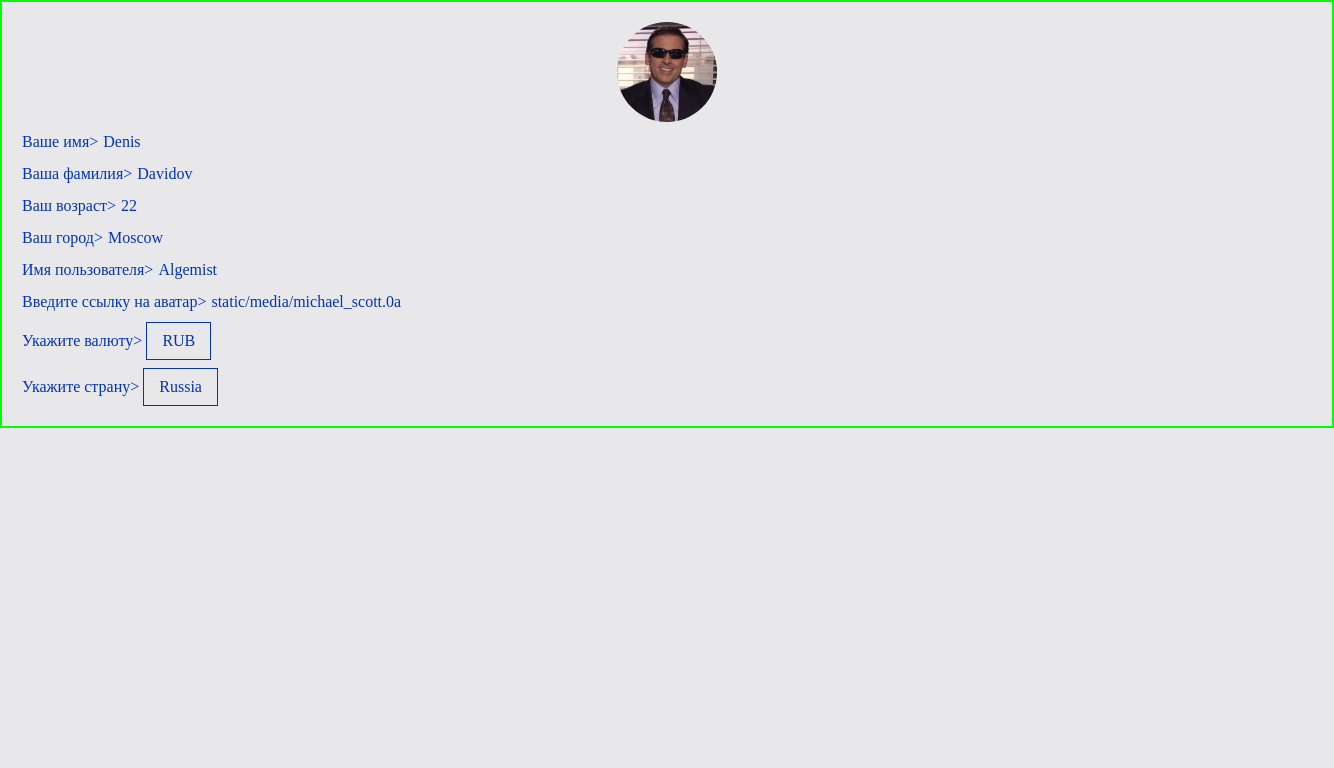 Ваше имя> Denis
Ваша фамилия> Davidov
Ваш возраст> 22
Ваш город> Moscow
Имя пользователя> Algemist
Введите ссылку на аватар> static/media/michael_scott.0a
Укажите валюту> RUB
Укажите страну> Russia